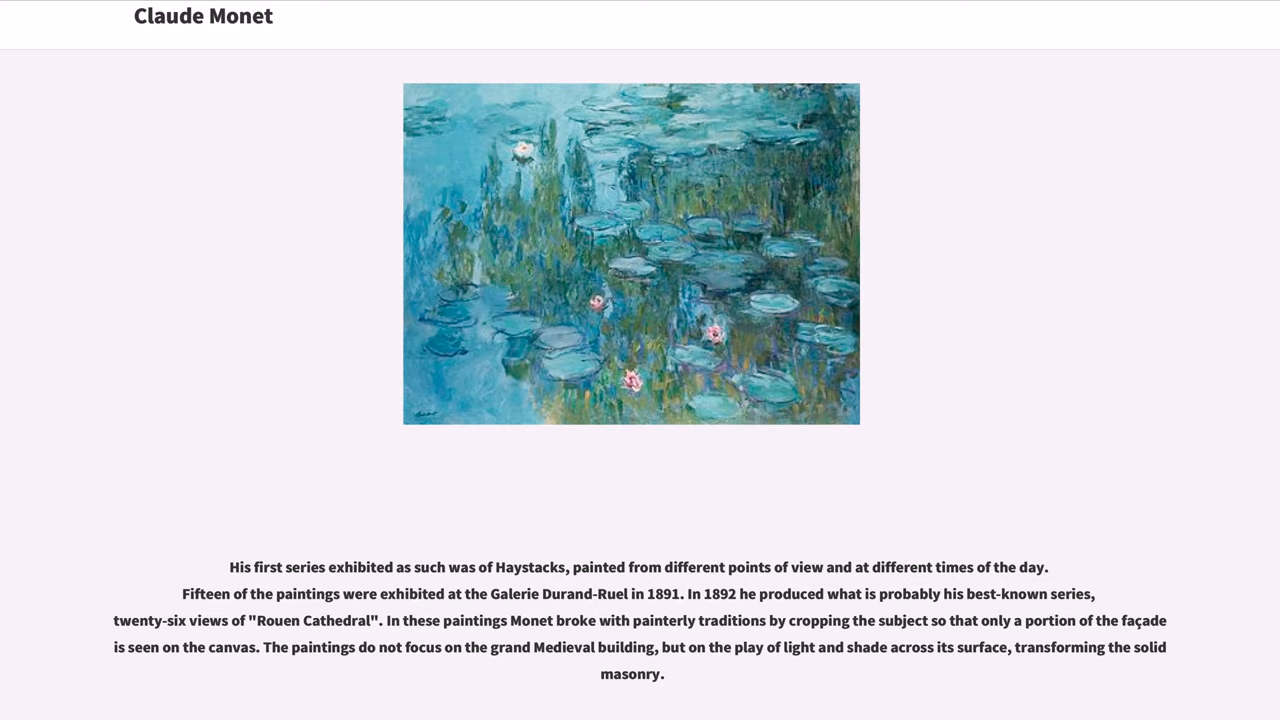 Claude Monet
His first series exhibited as such was of Haystacks, painted from different points of view and at different times of the day.
Fifteen of the paintings were exhibited at the Galerie Durand-Ruel in 1891. In 1892 he produced what is probably his best-known series,
twenty-six views of "Rouen Cathedral". In these paintings Monet broke with painterly traditions by cropping the subject so that only a portion of the façade
is seen on the canvas. The paintings do not focus on the grand Medieval building, but on the play of light and shade across its surface, transforming the solid
masonry.